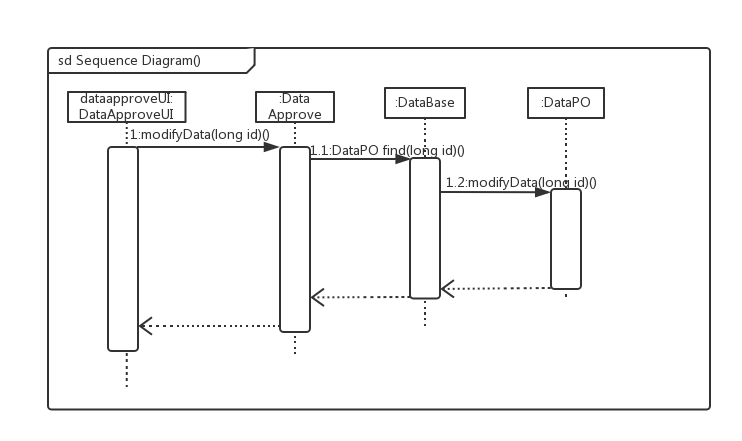 sd Sequence Diagram()
dataapproveUI:
DataApproveUI
:Data
Approve
:DataBase
:DataPO
1:modifyData(long id)()
1.1:DataPO find(long id)()
1.2:modifyData(long id)()